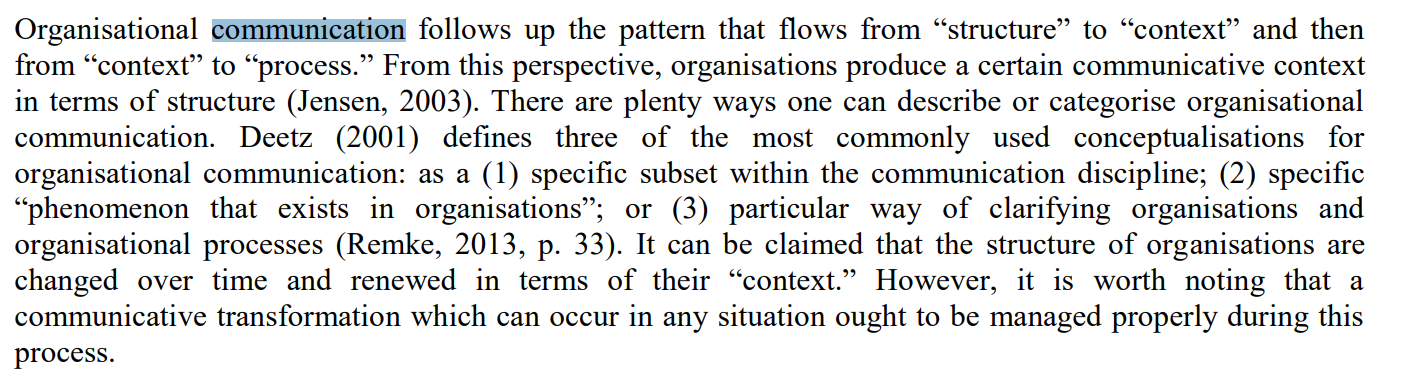 Organisational communication follows up the pattern that flows from “structure” to “context” and then
from “context” to “process.” From this perspective, organisations produce a certain communicative context
in terms of structure (Jensen, 2003). There are plenty ways one can describe or categorise organisational
communication. Deetz (2001) defines three of the most commonly used conceptualisations for
organisational communication: as a (1) specific subset within the communication discipline; (2) specific
“phenomenon that exists in organisations”; or (3) particular way of clarifying organisations and
organisational processes (Remke, 2013, p. 33). It can be claimed that the structure of organisations are
changed over time and renewed in terms of their “context.” However, it is worth noting that a
communicative transformation which can occur in any situation ought to be managed properly during this
process.